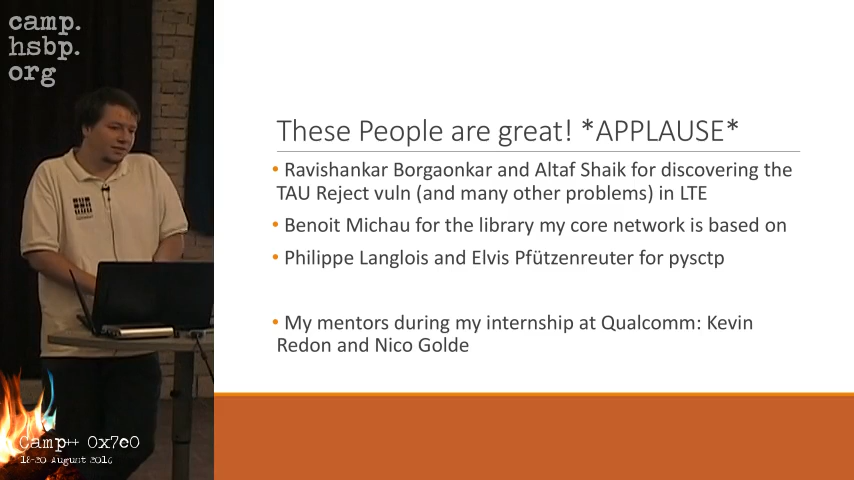 camp.
hsbp.
org
These People are great! *APPLAUSE*
• Ravishankar Borgaonkar and Altaf Shaik for discovering the
TAU Reject vuln (and many other problems) in LTE
• Benoit Michau for the library my core network is based on
• Philippe Langlois and Elvis Pfützenreuter for pysctp
• My mentors during my internship at Qualcomm: Kevin
Redon and Nico Golde
Camp++ 0x7e0
18-20 August 2016